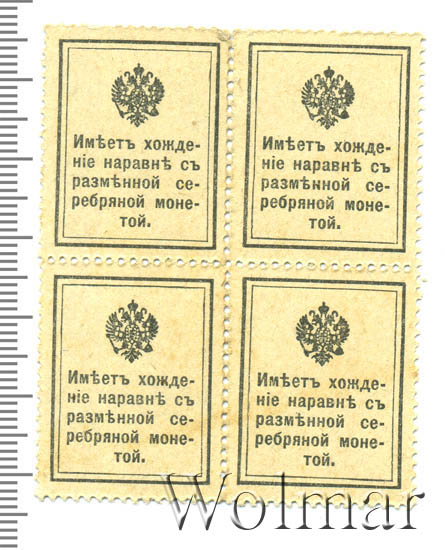 Имѣетъ хожде-
ніе наравнѣ съ
размѣнной се-
ребряной моне-
той.
Имѣетъ хожде-
ніе наравнѣ съ
размѣнной се-
ребряной моне-
той.
Имѣетъ хожде-
ніе наравнѣ съ
размѣнной се-
ребряной моне-
той.
Имѣетъ хожде-
ніе наравнѣ съ
размѣнной се-
ребряной моне-
той.
Wolmar